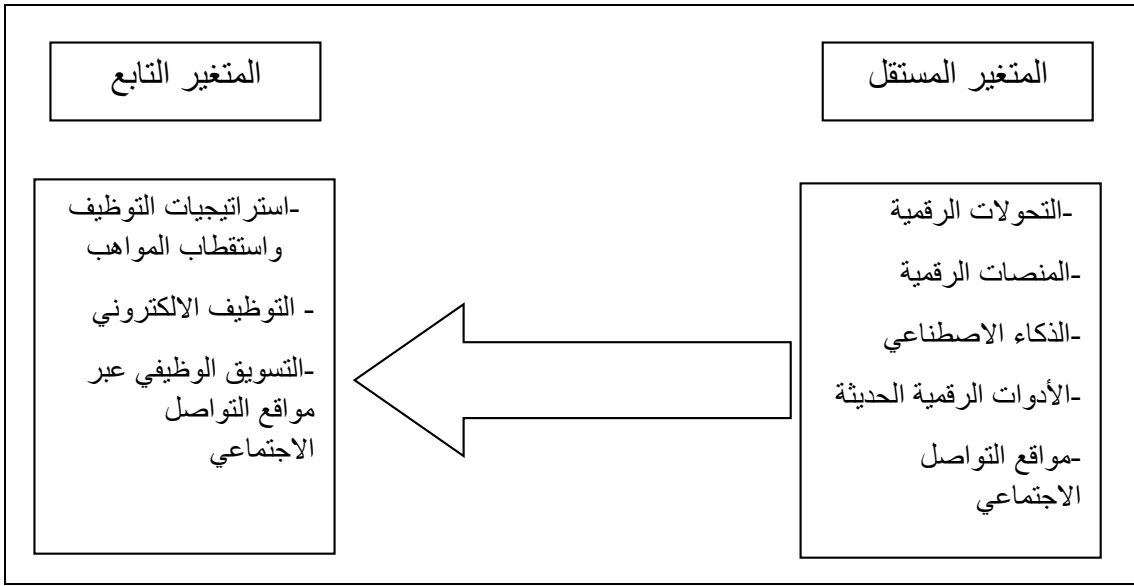 المتغير المستقل
المتغير التابع
-التحولات الرقمية
-المنصات الرقمية
-الذكاء الاصطناعي
-الأدوات الرقمية الحديثة
-مواقع التواصل
الاجتماعي
-استراتيجيات التوظيف
واستقطاب المواهب
- التوظيف الالكتروني
-التسويق الوظيفي عبر
مواقع التواصل
الاجتماعي